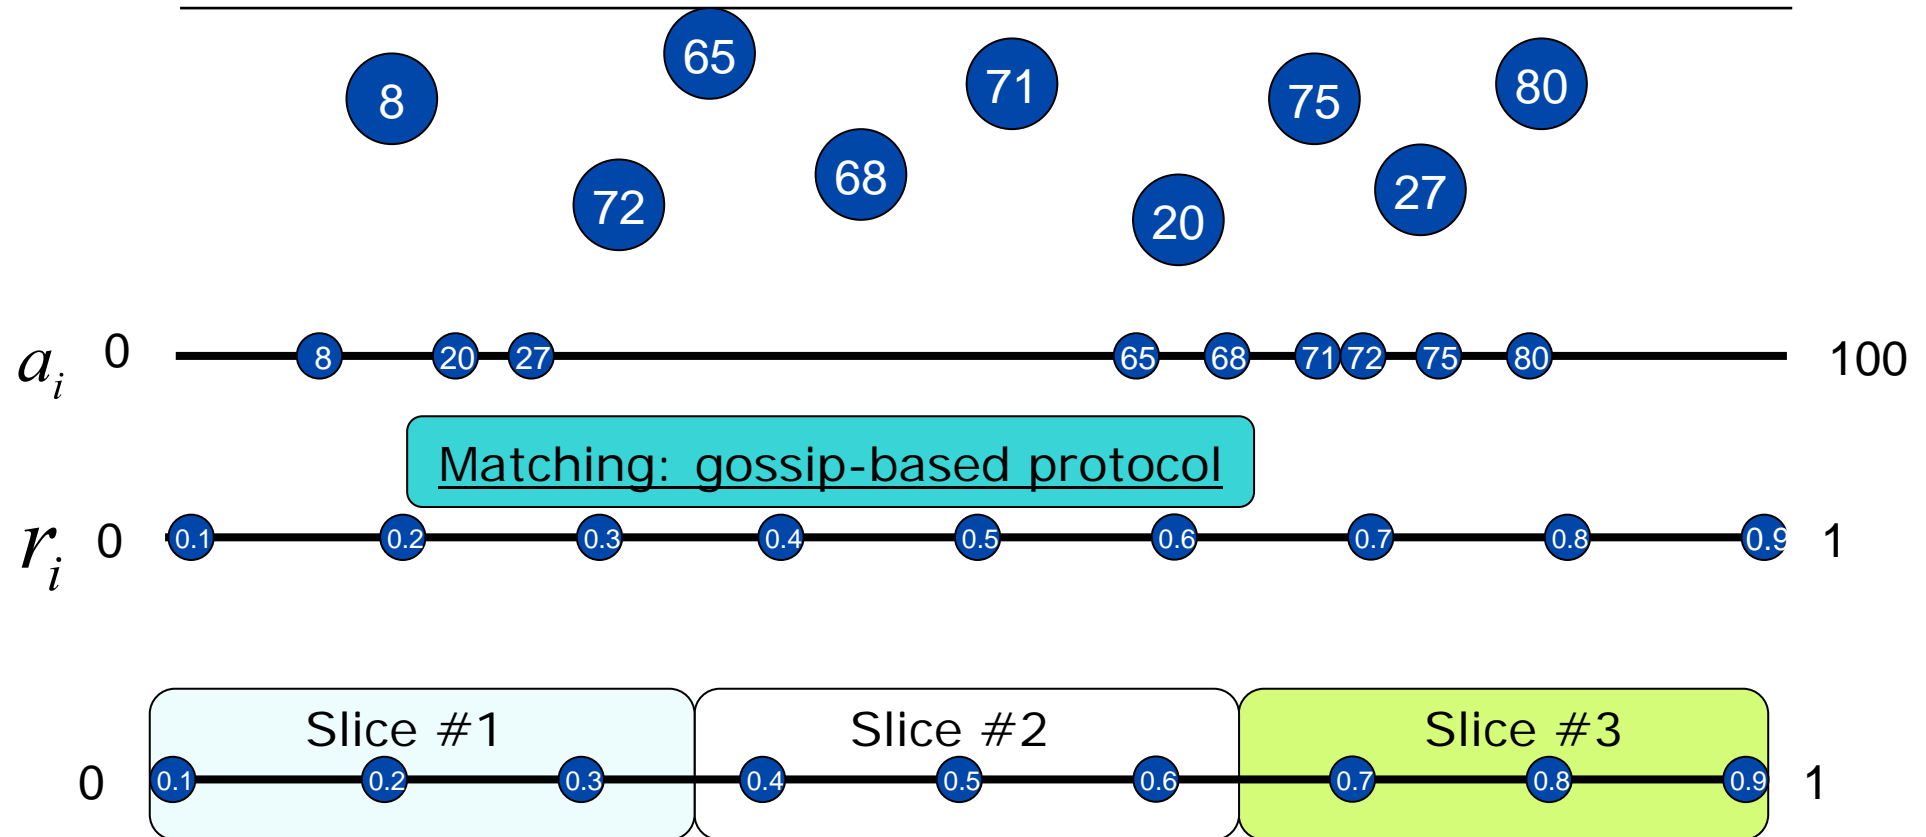 65
71
80
8
75
68
27
72
20
a_i 0 8 20 27 65 68 71 72 75 80 100
Matching: gossip-based protocol
r_i 0 0.1 0.2 0.3 0.4 0.5 0.6 0.7 0.8 0.9 1
Slice #1 Slice #2 Slice #3
0 0.1 0.2 0.3 0.4 0.5 0.6 0.7 0.8 0.9 1